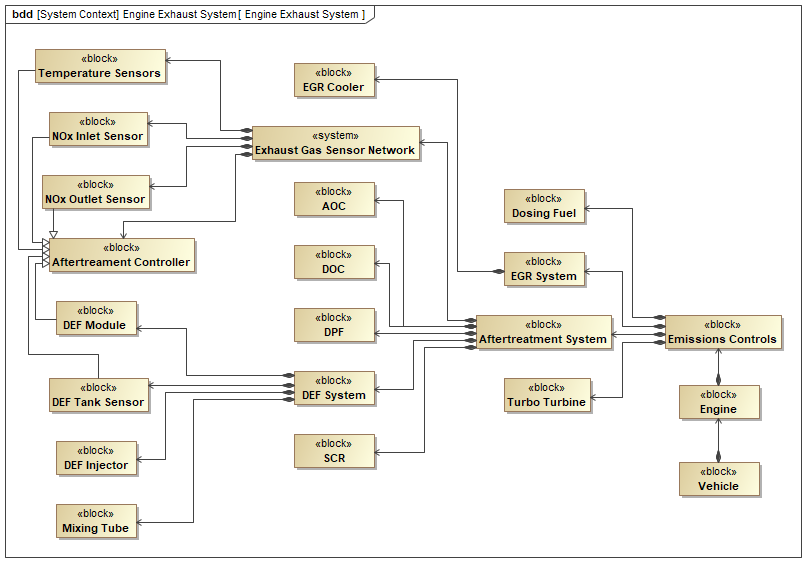 bdd [System Context] Engine Exhaust System[ Engine Exhaust System ]
«block»
Temperature Sensors
«block»
EGR Cooler
«block»
NOx Inlet Sensor
«system»
Exhaust Gas Sensor Network
«block»
NOx Outlet Sensor
«block»
AOC
«block»
Dosing Fuel
«block»
Aftertreament Controller
«block»
DOC
«block»
EGR System
«block»
DEF Module
«block»
DPF
«block»
Aftertreatment System
«block»
Emissions Controls
«block»
DEF Tank Sensor
«block»
DEF System
«block»
Turbo Turbine
«block»
Engine
«block»
DEF Injector
«block»
SCR
«block»
Vehicle
«block»
Mixing Tube